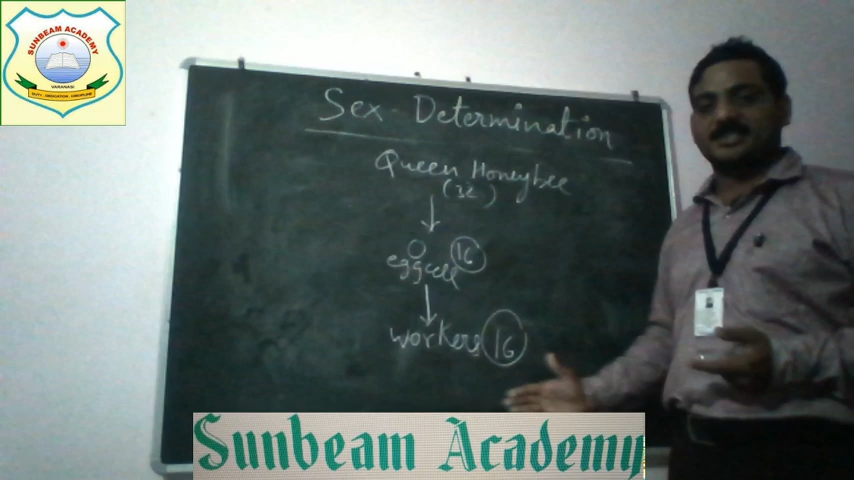 SUNBEAM ACADEMY
VARANASI
Sex-Determination
Queen Honeybee
(32)
egg cell 16
workers 16
Sunbeam Academy